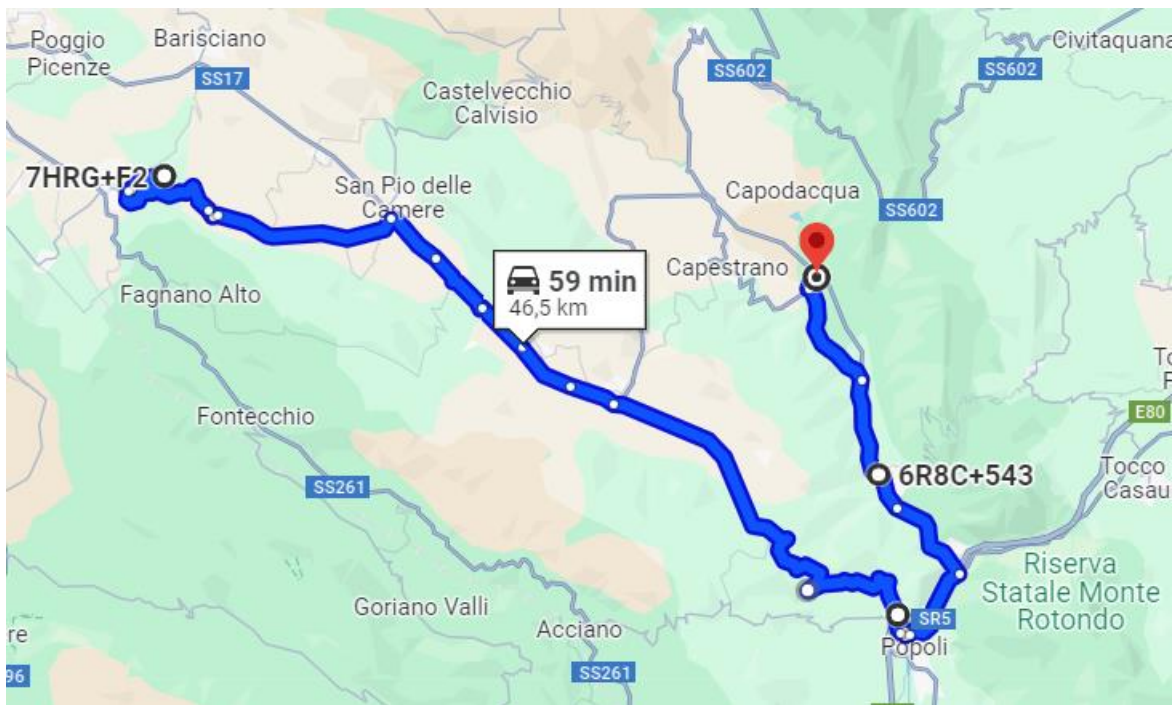 Poggio
Picenze
Barisciano
SS17
Castelvecchio
Calvisio
SS602
SS602
Civitaquana
7HRG+F2
San Pio delle
Camere
Capodacqua
SS602
Capestrano
59 min
46,5 km
Fagnano Alto
Fontecchio
E80
SS261
6R8C+543
Tocco
Casau
Riserva
Statale Monte
Rotondo
Goriano Valli
Acciano
SR5
Popoli
SS261
re
96